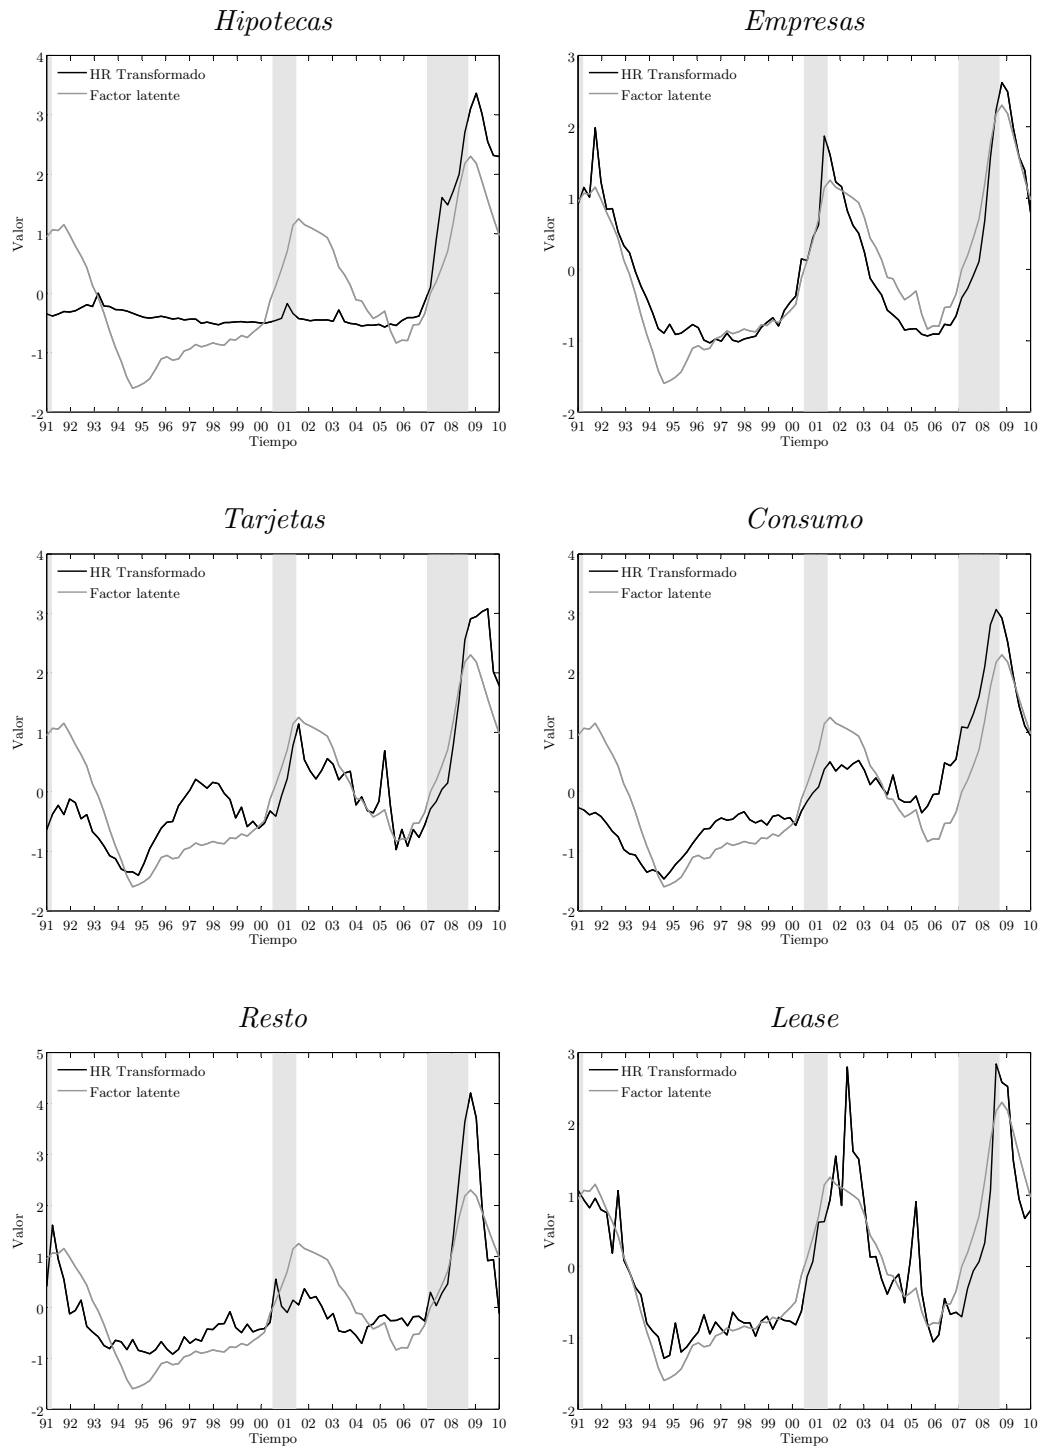 Hipotecas
4
3
2
1
0
-1
-2
Valor
HR Transformado
Factor latente
91 92 93 94 95 96 97 98 99 00 01 02 03 04 05 06 07 08 09 10
Tiempo
Empresas
3
2
1
0
-1
-2
Valor
HR Transformado
Factor latente
91 92 93 94 95 96 97 98 99 00 01 02 03 04 05 06 07 08 09 10
Tiempo
Tarjetas
4
3
2
1
0
-1
-2
Valor
HR Transformado
Factor latente
91 92 93 94 95 96 97 98 99 00 01 02 03 04 05 06 07 08 09 10
Tiempo
Consumo
4
3
2
1
0
-1
-2
Valor
HR Transformado
Factor latente
91 92 93 94 95 96 97 98 99 00 01 02 03 04 05 06 07 08 09 10
Tiempo
Resto
5
4
3
2
1
0
-1
-2
Valor
HR Transformado
Factor latente
91 92 93 94 95 96 97 98 99 00 01 02 03 04 05 06 07 08 09 10
Tiempo
Lease
3
2
1
0
-1
-2
Valor
HR Transformado
Factor latente
91 92 93 94 95 96 97 98 99 00 01 02 03 04 05 06 07 08 09 10
Tiempo